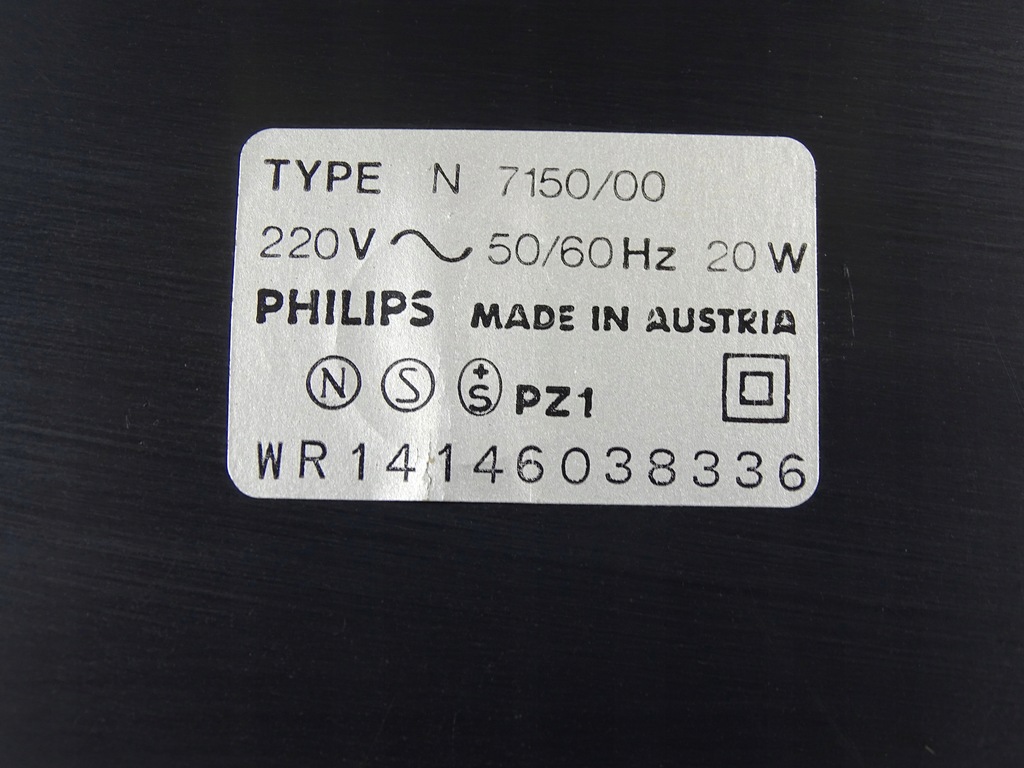 TYPE N 7150/00
220V ~ 50/60Hz 20W
PHILIPS MADE IN AUSTRIA
N S +S PZ1
WR14146038336